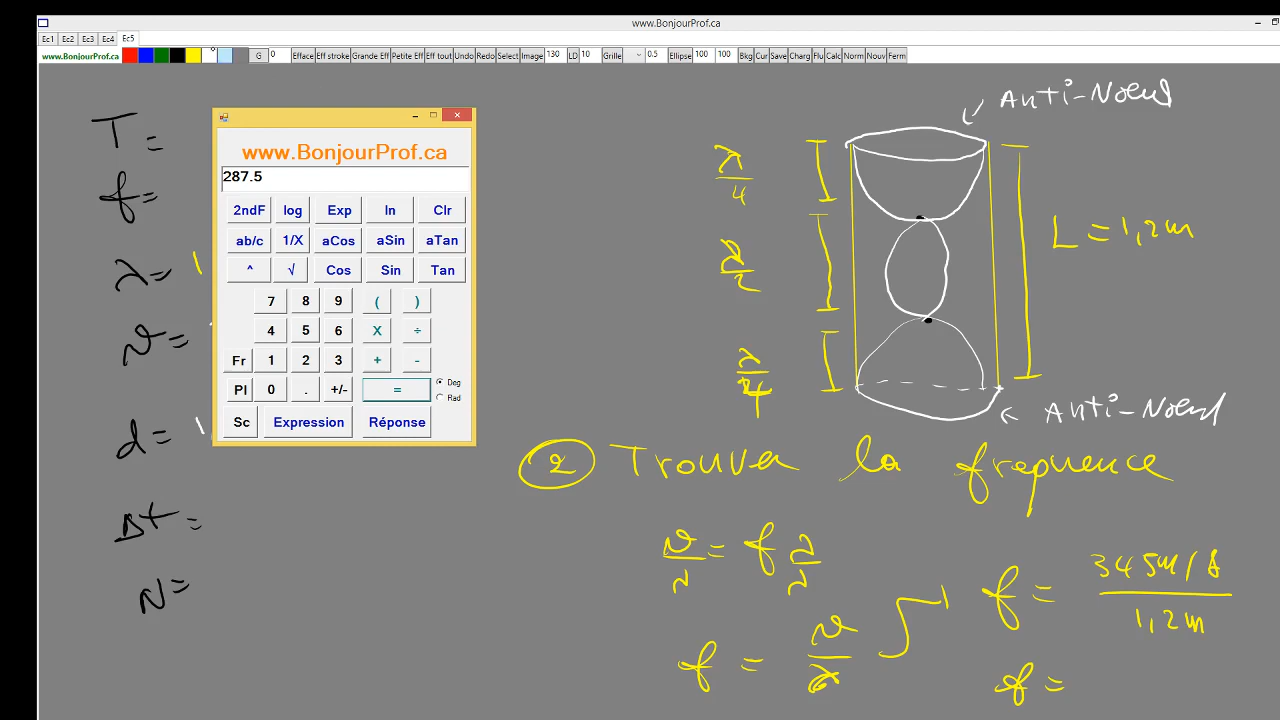 www.BonjourProf.ca
Ec1 Ec2 Ec3 Ec4 Ec5
www.BonjourProf.ca G 0 Efface Eff stroke Grande Eff Petite Eff Eff tout Undo Redo Select Image 130 LD 10 Grille 0.5 Ellipse 100 100 Bkg Cur Save Charg Flu Calc Norm Nouv Ferm
T =
f =
λ = 1
v =
d = 1
Δt =
N =
www.BonjourProf.ca
287.5
2ndF log Exp ln Clr
ab/c 1/X aCos aSin aTan
^ √ Cos Sin Tan
7 8 9 ( )
4 5 6 X ÷
Fr 1 2 3 + -
PI 0 . +/- = Deg
Rad
Sc Expression Réponse
Anti-Noeud
λ/4
λ/2
λ/4
L = 1,2m
Anti-Noeud
2 Trouver la frequence
v/λ = f λ/λ
f = v/λ
f = 345m/s / 1,2m
f =